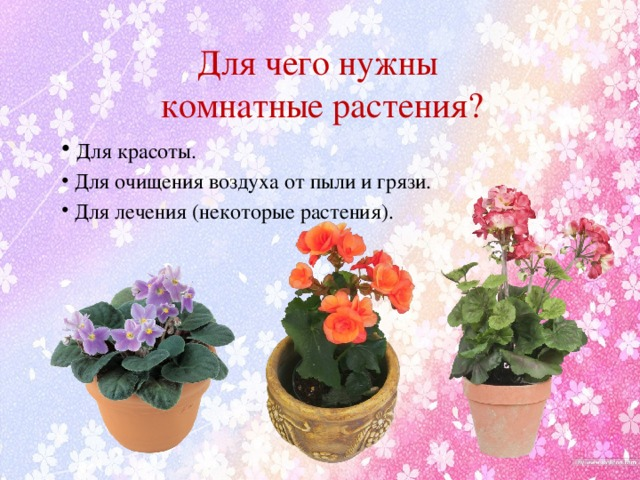 Для чего нужны
комнатные растения?
• Для красоты.
• Для очищения воздуха от пыли и грязи.
• Для лечения (некоторые растения).